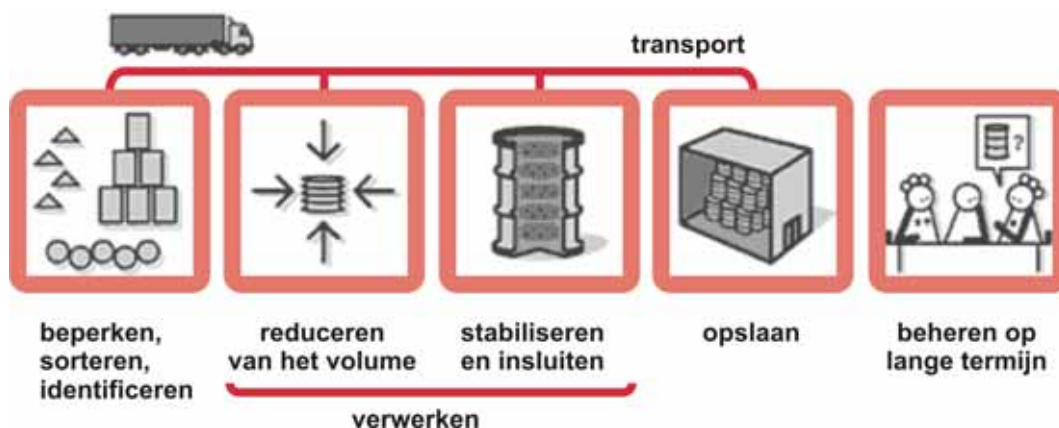 transport
?
beperken,
sorteren,
identificeren
reduceren
van het volume
stabiliseren
en insluiten
opslaan
beheren op
lange termijn
verwerken